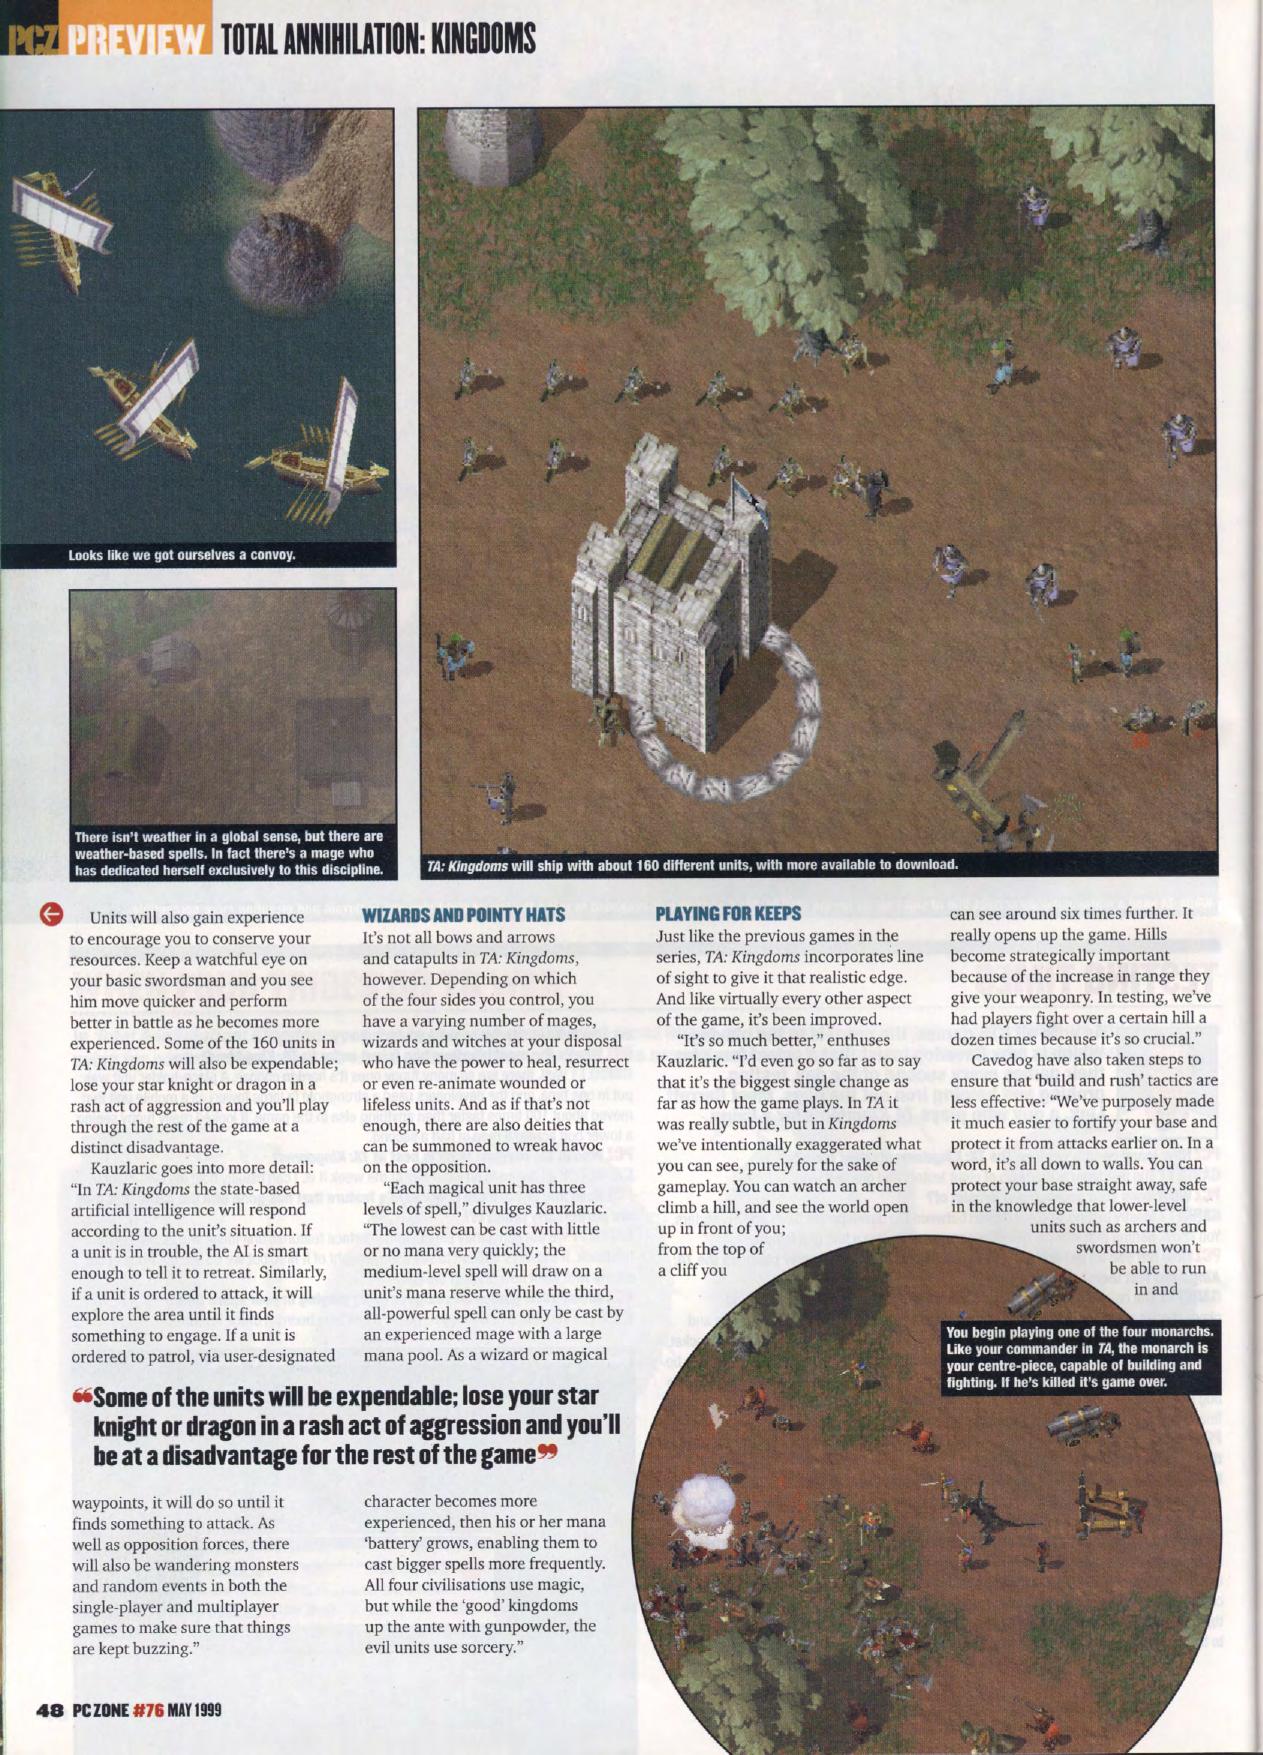 PCZ PREVIEW TOTAL ANNIHILATION: KINGDOMS
Looks like we got ourselves a convoy.
There isn't weather in a global sense, but there are
weather-based spells. In fact there's a mage who
has dedicated herself exclusively to this discipline.
TA: Kingdoms will ship with about 160 different units, with more available to download.
Units will also gain experience
to encourage you to conserve your
resources. Keep a watchful eye on
your basic swordsman and you see
him move quicker and perform
better in battle as he becomes more
experienced. Some of the 160 units in
TA: Kingdoms will also be expendable;
lose your star knight or dragon in a
rash act of aggression and you'll play
through the rest of the game at a
distinct disadvantage.
Kauzlaric goes into more detail:
"In TA: Kingdoms the state-based
artificial intelligence will respond
according to the unit's situation. If
a unit is in trouble, the AI is smart
enough to tell it to retreat. Similarly,
if a unit is ordered to attack, it will
explore the area until it finds
something to engage. If a unit is
ordered to patrol, via user-designated
"Some of the units will be expendable; lose your star
knight or dragon in a rash act of aggression and you'll
be at a disadvantage for the rest of the game"
waypoints, it will do so until it
finds something to attack. As
well as opposition forces, there
will also be wandering monsters
and random events in both the
single-player and multiplayer
games to make sure that things
are kept buzzing."
WIZARDS AND POINTY HATS
It's not all bows and arrows
and catapults in TA: Kingdoms,
however. Depending on which
of the four sides you control, you
have a varying number of mages,
wizards and witches at your disposal
who have the power to heal, resurrect
or even re-animate wounded or
lifeless units. And as if that's not
enough, there are also deities that
can be summoned to wreak havoc
on the opposition.
"Each magical unit has three
levels of spell," divulges Kauzlaric.
"The lowest can be cast with little
or no mana very quickly; the
medium-level spell will draw on a
unit's mana reserve while the third,
all-powerful spell can only be cast by
an experienced mage with a large
mana pool. As a wizard or magical
character becomes more
experienced, then his or her mana
'battery' grows, enabling them to
cast bigger spells more frequently.
All four civilisations use magic,
but while the 'good' kingdoms
up the ante with gunpowder, the
evil units use sorcery."
PLAYING FOR KEEPS
Just like the previous games in the
series, TA: Kingdoms incorporates line
of sight to give it that realistic edge.
And like virtually every other aspect
of the game, it's been improved.
"It's so much better," enthuses
Kauzlaric. "I'd even go so far as to say
that it's the biggest single change as
far as how the game plays. In TA it
was really subtle, but in Kingdoms
we've intentionally exaggerated what
you can see, purely for the sake of
gameplay. You can watch an archer
climb a hill, and see the world open
up in front of you;
from the top of
a cliff you
can see around six times further. It
really opens up the game. Hills
become strategically important
because of the increase in range they
give your weaponry. In testing, we've
had players fight over a certain hill a
dozen times because it's so crucial."
Cavedog have also taken steps to
ensure that 'build and rush' tactics are
less effective: "We've purposely made
it much easier to fortify your base and
protect it from attacks earlier on. In a
word, it's all down to walls. You can
protect your base straight away, safe
in the knowledge that lower-level
units such as archers and
swordsmen won't
be able to run
in and
You begin playing one of the four monarchs.
Like your commander in TA, the monarch is
your centre-piece, capable of building and
fighting. If he's killed it's game over.
48 PC ZONE #76 MAY 1999